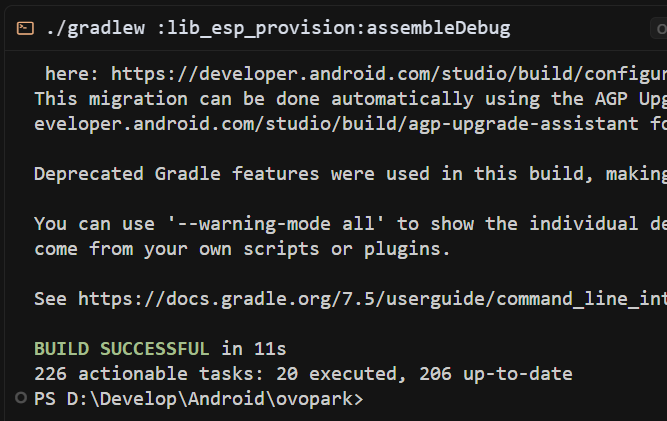 ./gradlew :lib_esp_provision:assembleDebug
here: https://developer.android.com/studio/build/configur
This migration can be done automatically using the AGP Upg
eveloper.android.com/studio/build/agp-upgrade-assistant fo
Deprecated Gradle features were used in this build, making
You can use '--warning-mode all' to show the individual de
come from your own scripts or plugins.
See https://docs.gradle.org/7.5/userguide/command_line_int
BUILD SUCCESSFUL in 11s
226 actionable tasks: 20 executed, 206 up-to-date
PS D:\Develop\Android\ovopark>